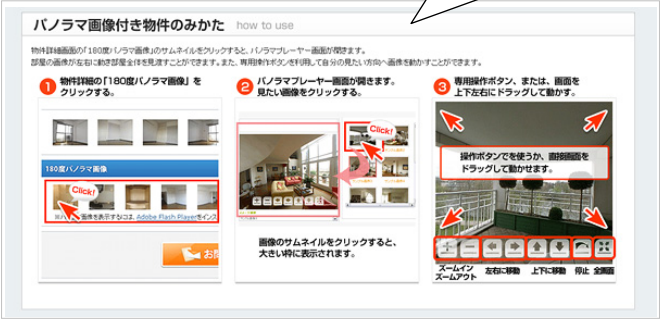 パノラマ画像付き物件のみかた how to use
物件詳細画面の「180度パノラマ画像」のサムネイルをクリックすると、パノラマプレーヤー画面が開きます。
部屋の画像が左右に動き部屋全体を見渡すことができます。また、専用操作ボタンを利用して自分の見たい方向へ画像を動かすことができます。
1 物件詳細の「180度パノラマ画像」を
クリックする。
180度パノラマ画像
Click!
画像を表示するには、Adobe Flash Playerをインス
お問
2 パノラマプレーヤー画面が開きます。
見たい画像をクリックする。
Click!
画像のサムネイルをクリックすると、
大きい枠に表示されます。
3 専用操作ボタン、または、画面を
上下左右にドラッグして動かす。
操作ボタンでを使うか、直接画面を
ドラッグして動かせます。
ズームイン
ズームアウト
左右に移動 上下に移動 停止 全画面